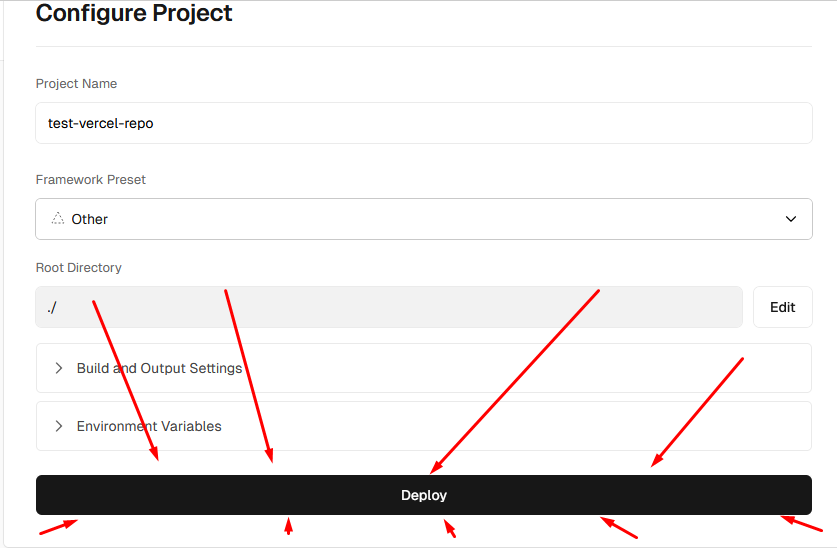 Configure Project
Project Name
test-vercel-repo
Framework Preset
Other
Root Directory
./
Edit
Build and Output Settings
Environment Variables
Deploy